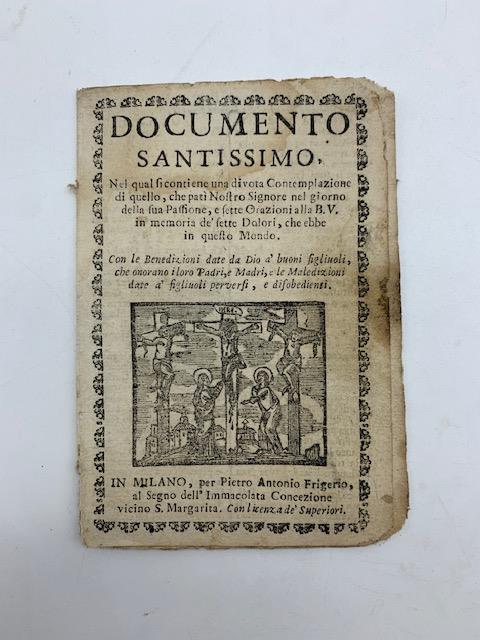 DOCUMENTO
SANTISSIMO,
Nel qual si contiene una divota Contemplazione
di quello, che patì Nostro Signore nel giorno
della sua Passione, e sette Orazioni alla B. V.
in memoria de' sette Dolori, che ebbe
in questo Mondo.
Con le Benedizioni date da Dio a' buoni figliuoli,
che onorano i loro Padri, e Madri, e le Maledizioni
date a' figliuoli perversi, e disobedienti.
INRI
IN MILANO, per Pietro Antonio Frigerio,
al Segno dell' Immacolata Concezione
vicino S. Margarita. Con licenza de' Superiori.